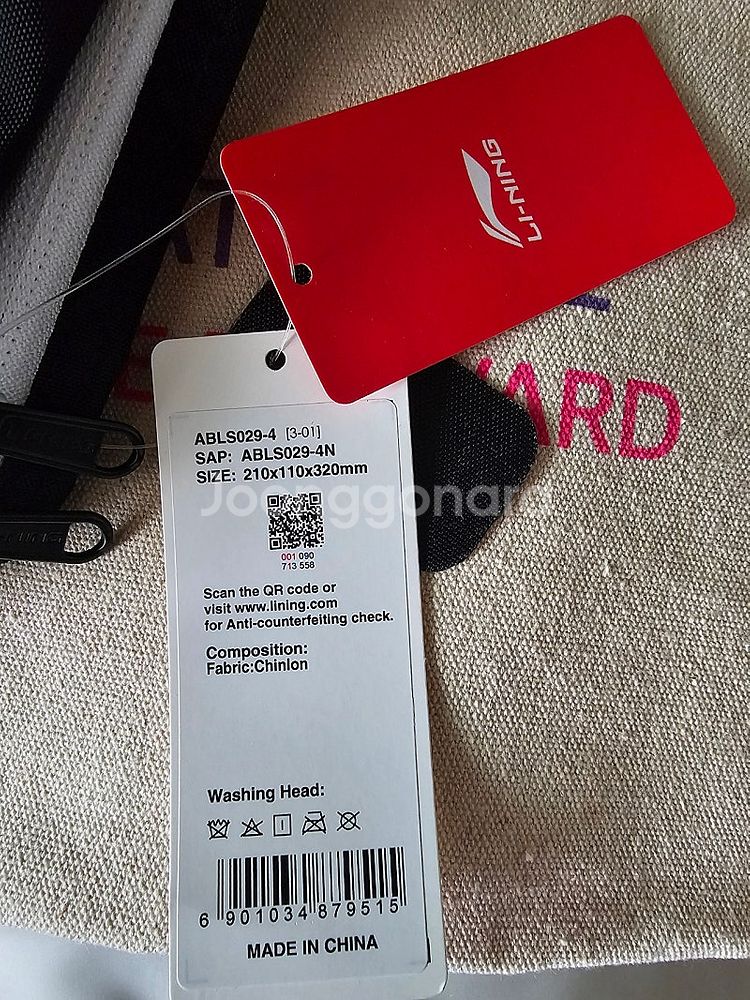 LI-NING
ABLS029-4 [3-01]
SAP: ABLS029-4N
SIZE: 210x110x320mm
Joonggonara
001 090
713 558
Scan the QR code or
visit www.lining.com
for Anti-counterfeiting check.
Composition:
Fabric:Chinlon
Washing Head:
6 901034 879515
MADE IN CHINA